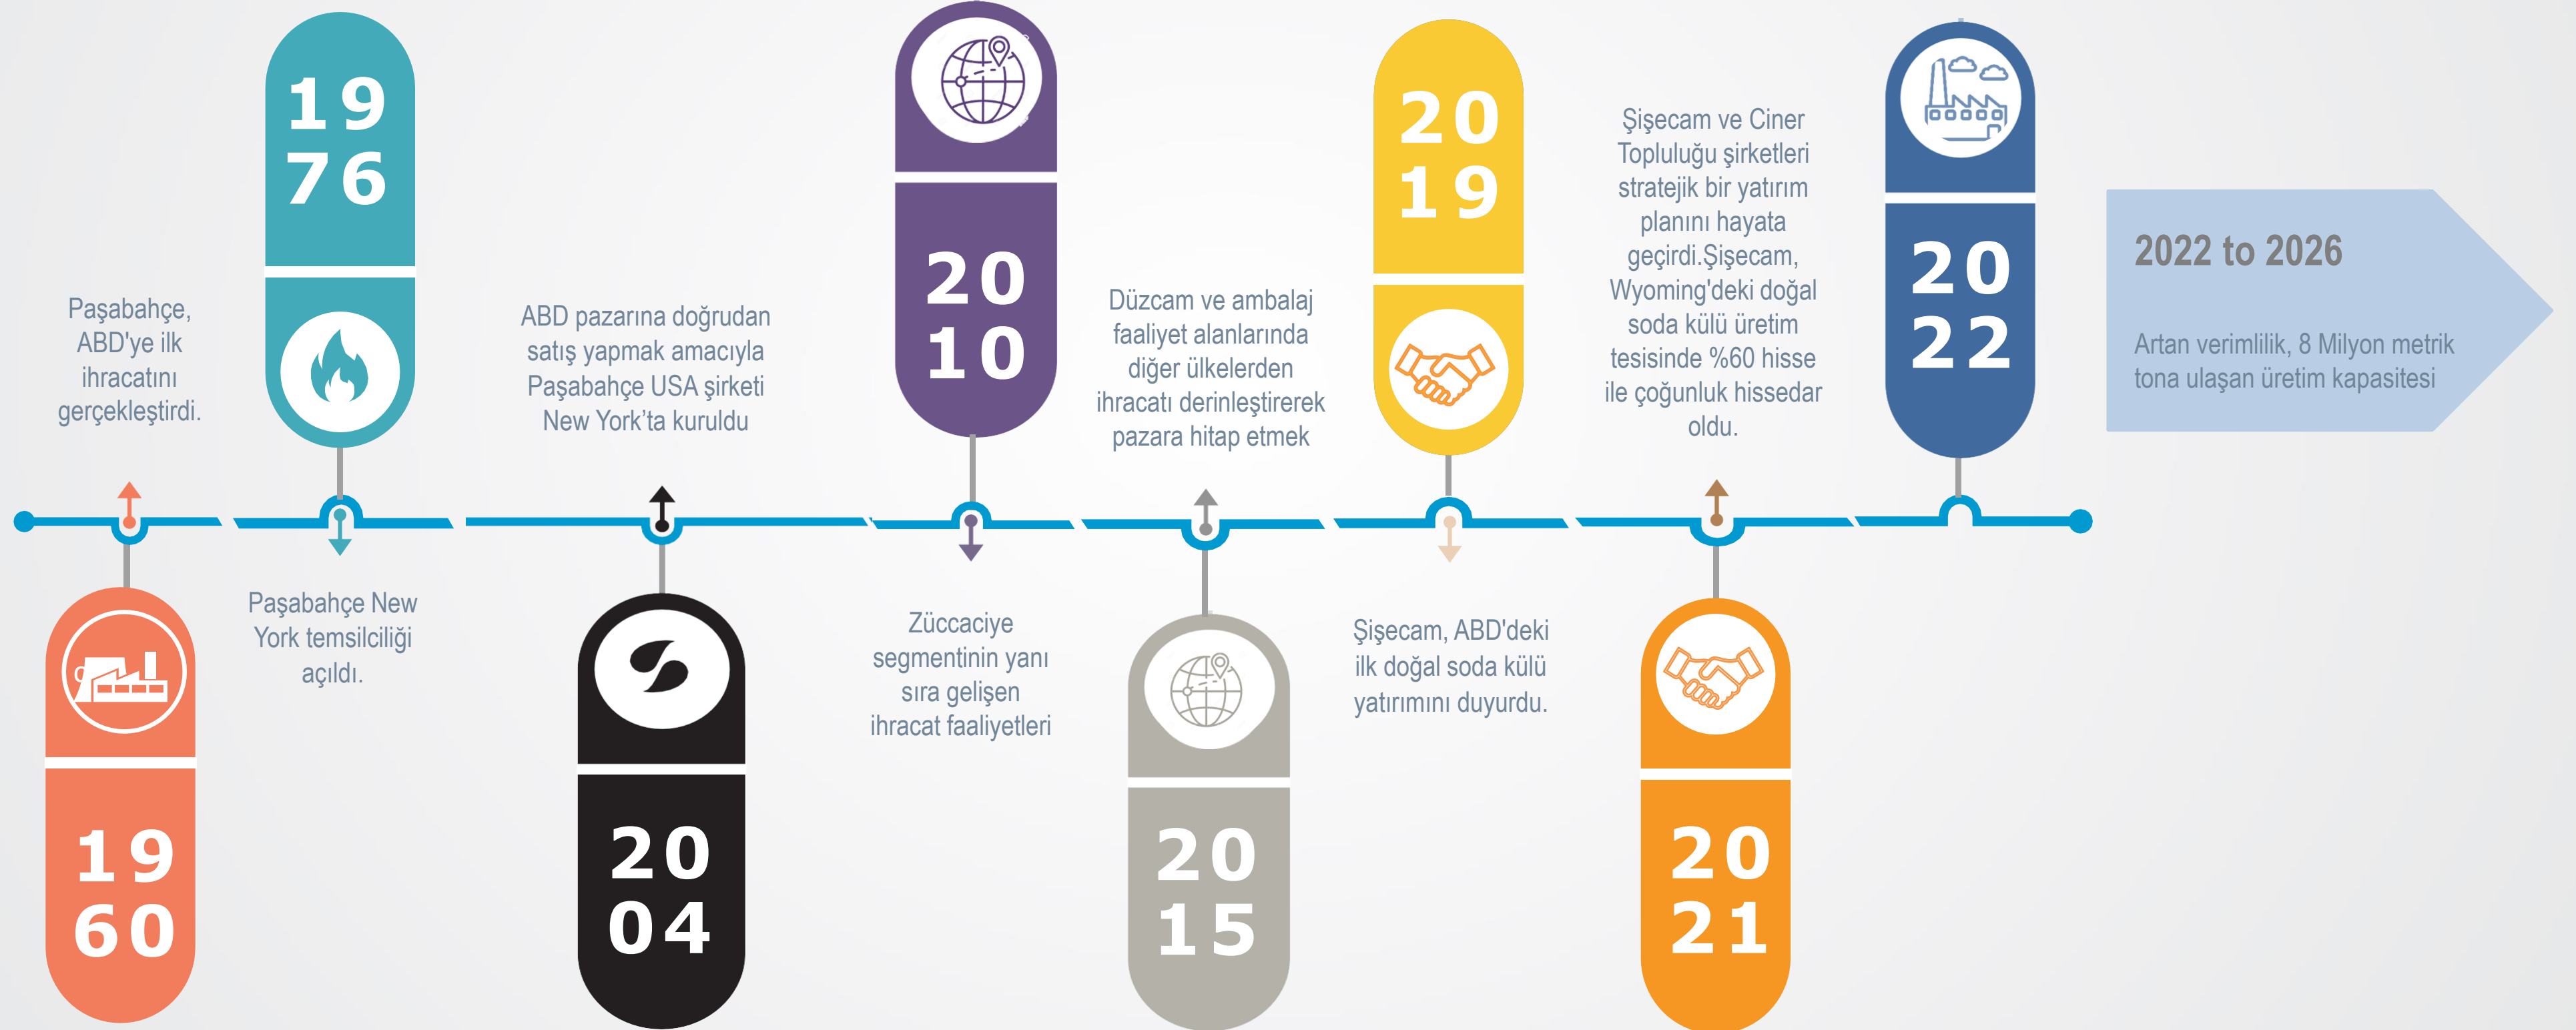 Paşabahçe,
ABD'ye ilk
ihracatını
gerçekleştirdi.
19
60
19
76
Paşabahçe New
York temsilciliği
açıldı.
ABD pazarına doğrudan
satış yapmak amacıyla
Paşabahçe USA şirketi
New York’ta kuruldu
20
04
20
10
Züccaciye
segmentinin yanı
sıra gelişen
ihracat faaliyetleri
Düzcam ve ambalaj
faaliyet alanlarında
diğer ülkelerden
ihracatı derinleştirerek
pazara hitap etmek
20
15
20
19
Şişecam, ABD'deki
ilk doğal soda külü
yatırımını duyurdu.
Şişecam ve Ciner
Topluluğu şirketleri
stratejik bir yatırım
planını hayata
geçirdi.Şişecam,
Wyoming'deki doğal
soda külü üretim
tesisinde %60 hisse
ile çoğunluk hissedar
oldu.
20
21
20
22
2022 to 2026
Artan verimlilik, 8 Milyon metrik
tona ulaşan üretim kapasitesi